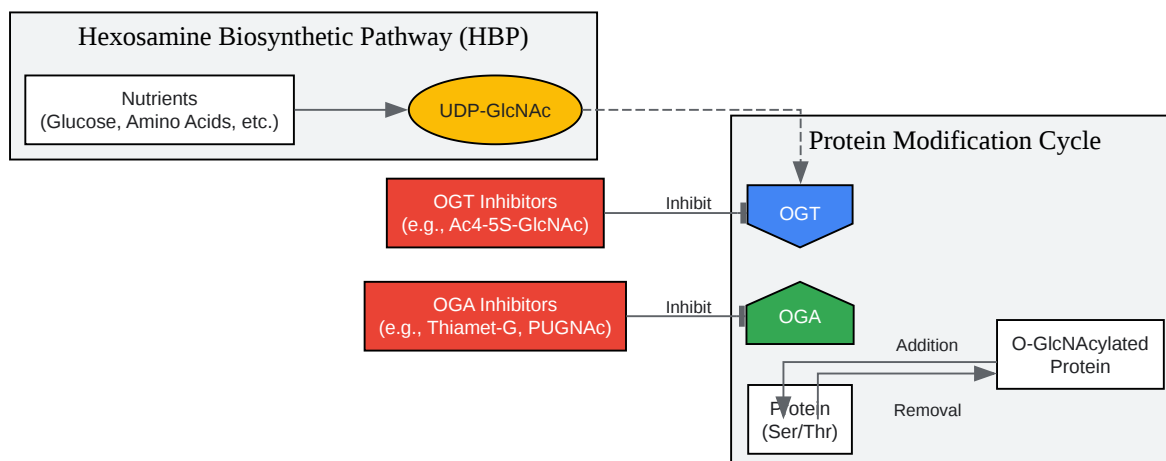 Hexosamine Biosynthetic Pathway (HBP)
Nutrients
(Glucose, Amino Acids, etc.)
UDP-GlcNAc
Protein Modification Cycle
OGT Inhibitors
(e.g., Ac4-5S-GlcNAc)
Inhibit
OGT
OGA Inhibitors
(e.g., Thiamet-G, PUGNAc)
Inhibit
OGA
Addition
O-GlcNAcylated
Protein
Protein
(Ser/Thr)
Removal